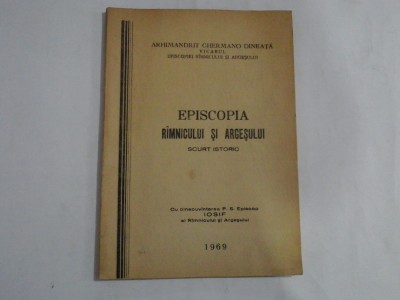 ARHIMANDRIT GHERMANO DINEAȚĂ
VICARUL
EPISCOPIEI RÎMNICULUI ȘI ARGEȘULUI
EPISCOPIA
RÎMNICULUI ȘI ARGEȘULUI
SCURT ISTORIC
Cu binecuvîntarea P. S. Episcop
IOSIF
al Rîmnicului și Argeșului
1969